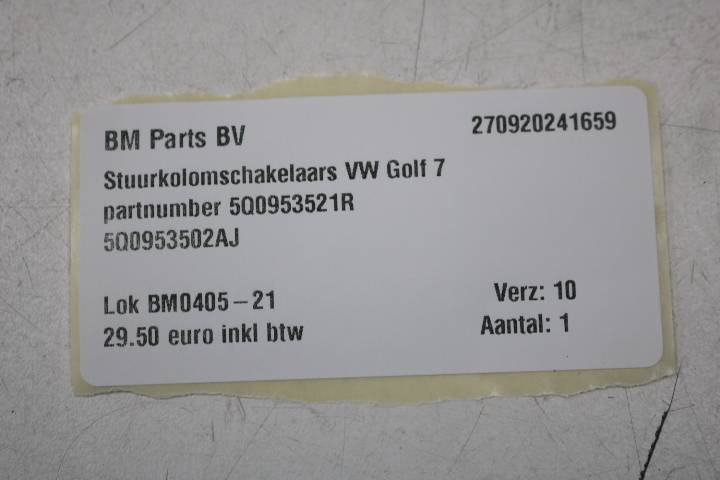 BM Parts BV 270920241659
Stuurkolomschakelaars VW Golf 7
partnumber 5Q0953521R
5Q0953502AJ
Lok BM0405-21 Verz: 10
29.50 euro inkl btw Aantal: 1